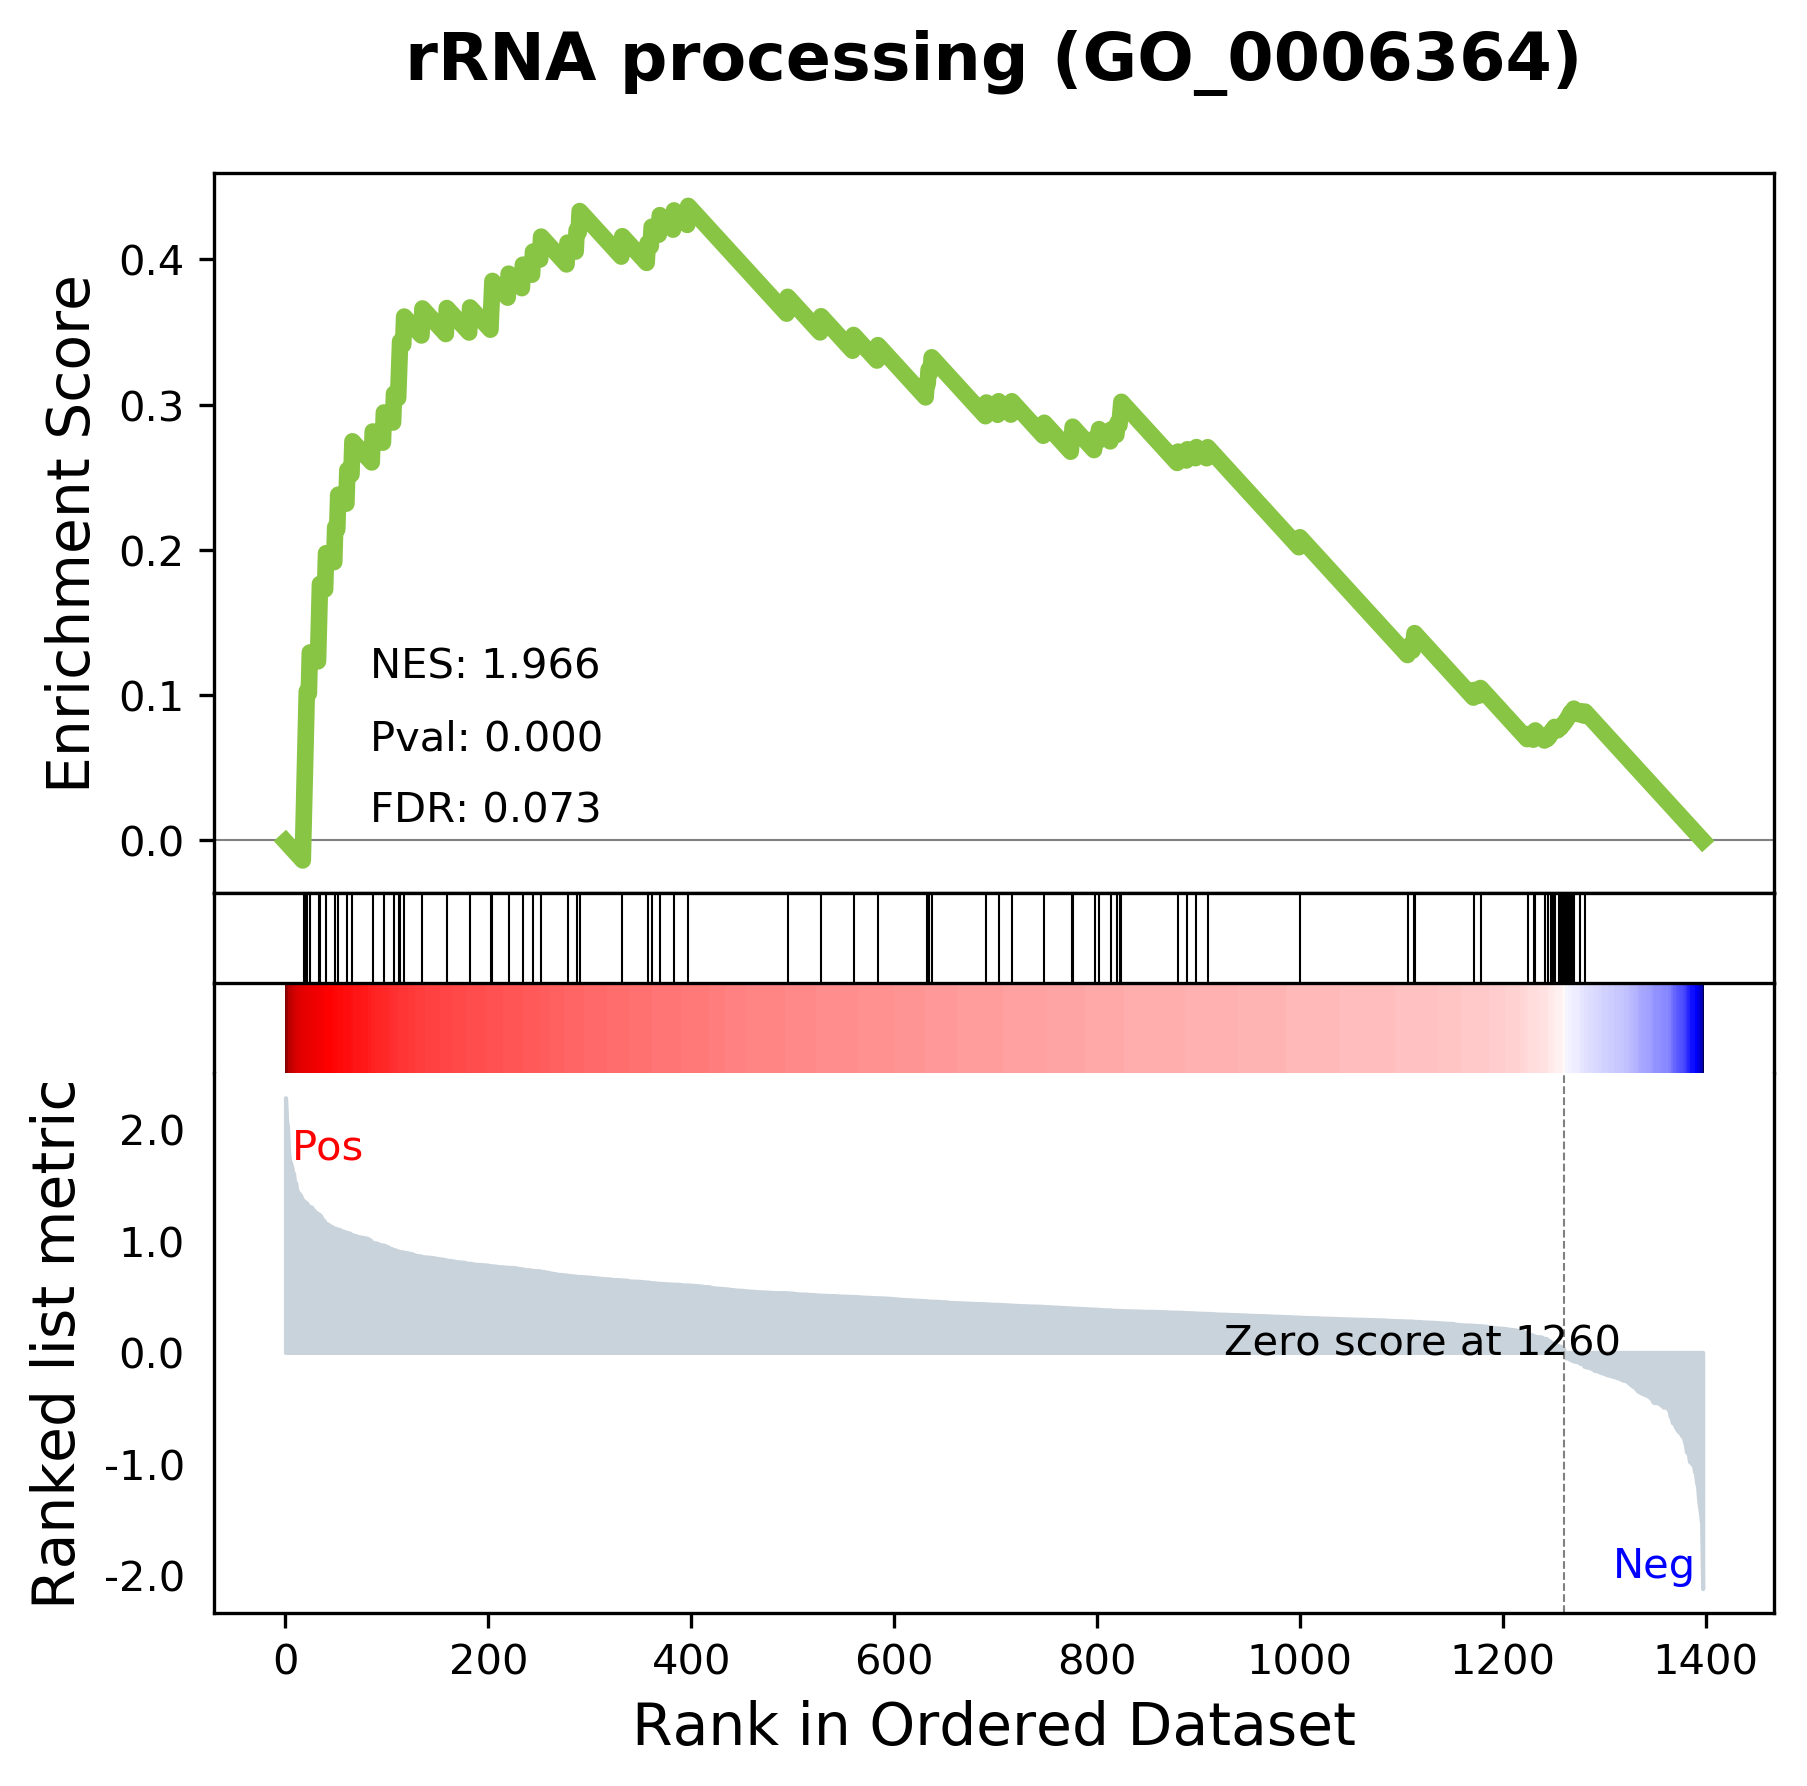 rRNA processing (GO_0006364)
Enrichment Score
0.4
0.3
0.2
0.1
0.0
NES: 1.966
Pval: 0.000
FDR: 0.073
Ranked list metric
2.0
1.0
0.0
-1.0
-2.0
Pos
Zero score at 1260
Neg
0 200 400 600 800 1000 1200 1400
Rank in Ordered Dataset